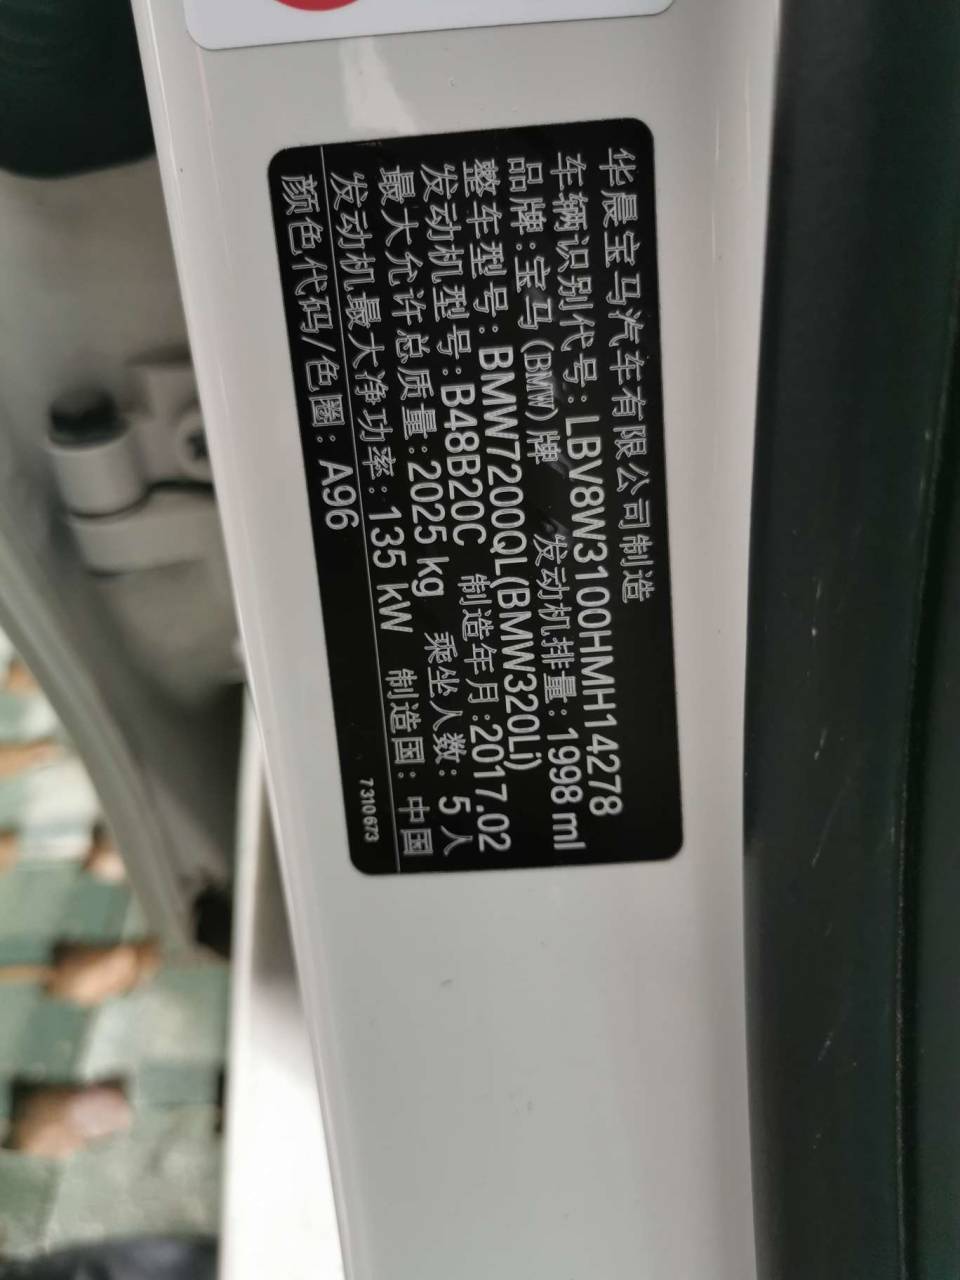 华晨宝马汽车有限公司制造
车辆识别代号: LBV8W3100HMH14278
品牌:宝马(BMW)牌 发动机排量:1998 ml
整车型号: BMW7200QL(BMW320Li)
发动机型号: B48B20C 制造年月:2017.02
最大允许总质量:2025 kg 乘坐人数: 5 人
发动机最大净功率: 135 kW 制造国: 中国
颜色代码/色圈: A96 7310673